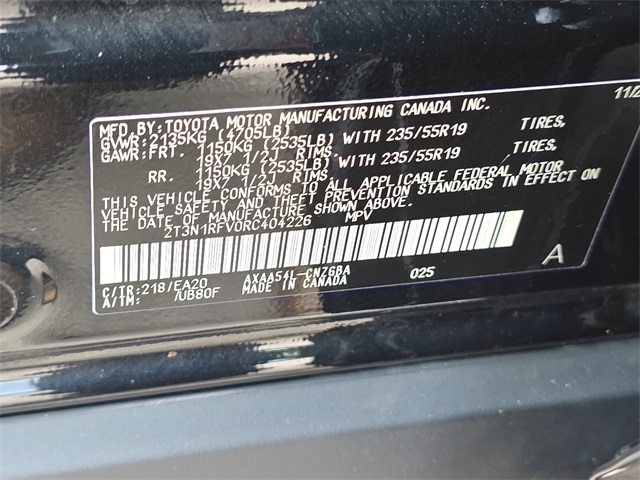 11/2
MFD BY: TOYOTA MOTOR MANUFACTURING CANADA INC.
GVWR: 2135KG (4705LB)
GAWR: FRT. 1150KG (2535LB) WITH 235/55R19 TIRES,
19X7 1/2J RIMS.
RR. 1150KG (2535LB) WITH 235/55R19 TIRES,
19X7 1/2J RIMS.
THIS VEHICLE CONFORMS TO ALL APPLICABLE FEDERAL MOTOR
VEHICLE SAFETY AND THEFT PREVENTION STANDARDS IN EFFECT ON
THE DATE OF MANUFACTURE SHOWN ABOVE.
2T3N1RFV0RC404226 MPV
C/TR: 218/EA20 AXAA54L-CNZGBA 025 A
A/TM: /UB80F MADE IN CANADA